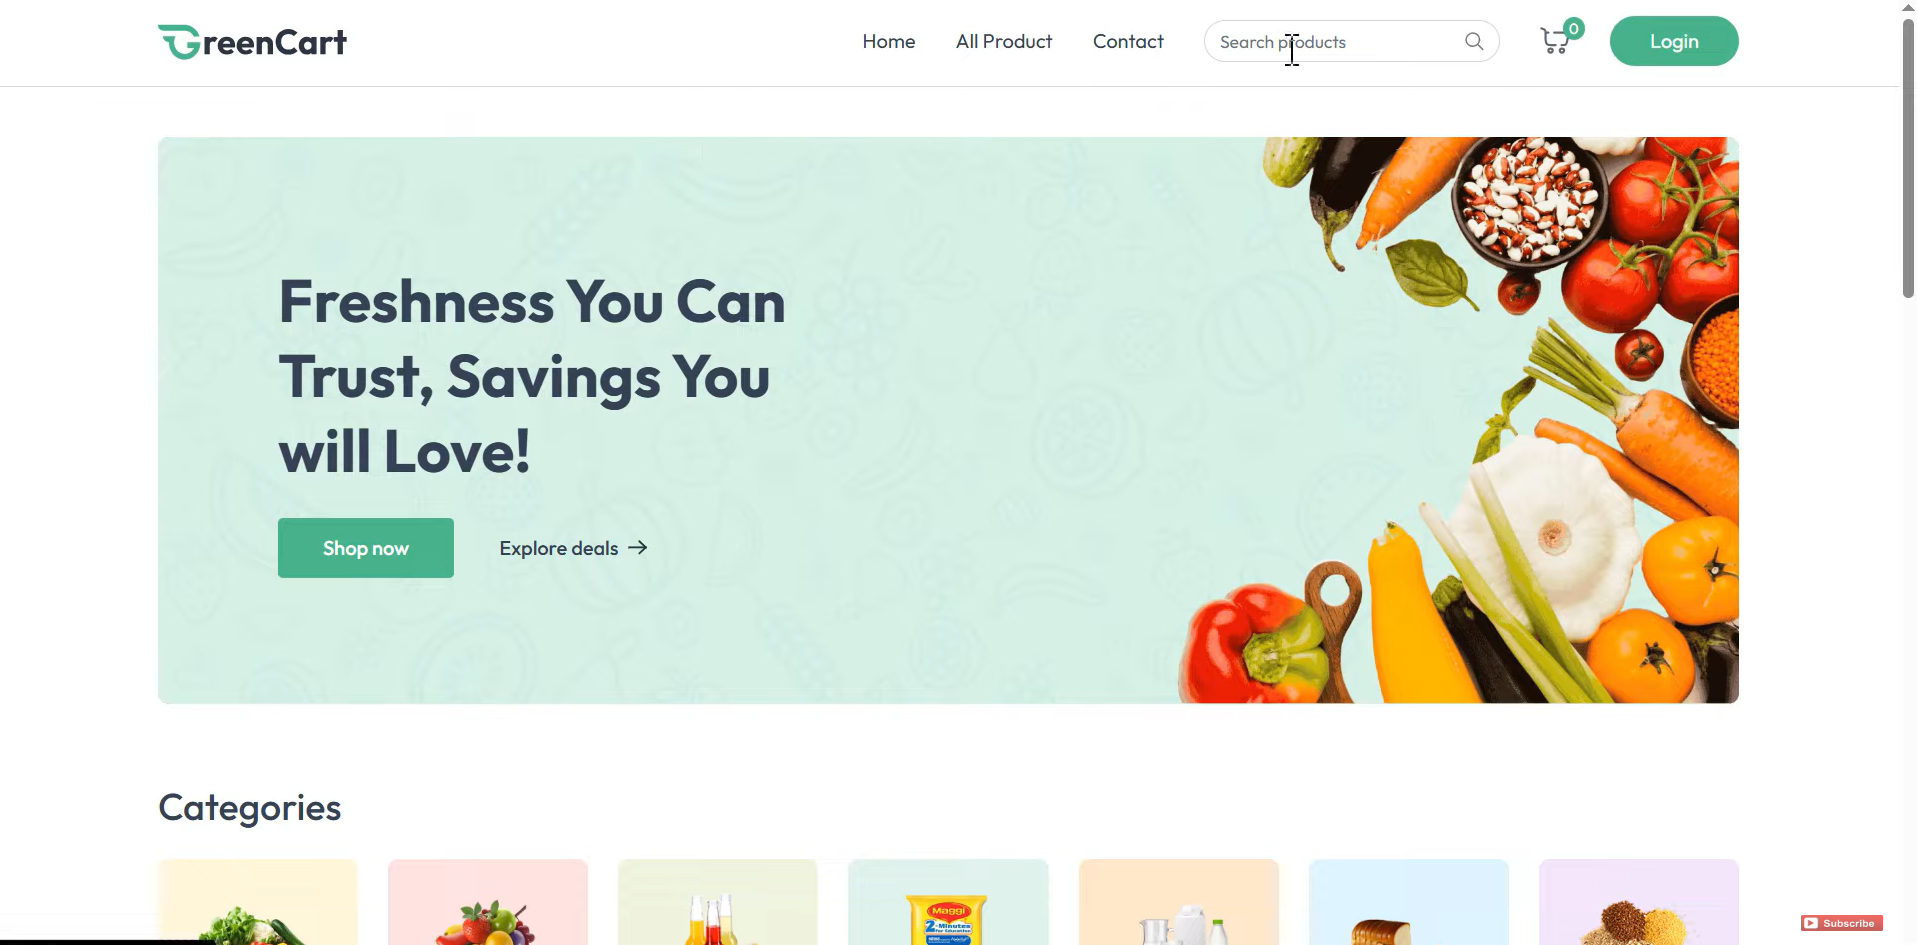 GreenCart
Home
All Product
Contact
Search products
0
Login
Freshness You Can
Trust, Savings You
will Love!
Shop now
Explore deals
Categories
Maggi
2-Minutes
Subscribe